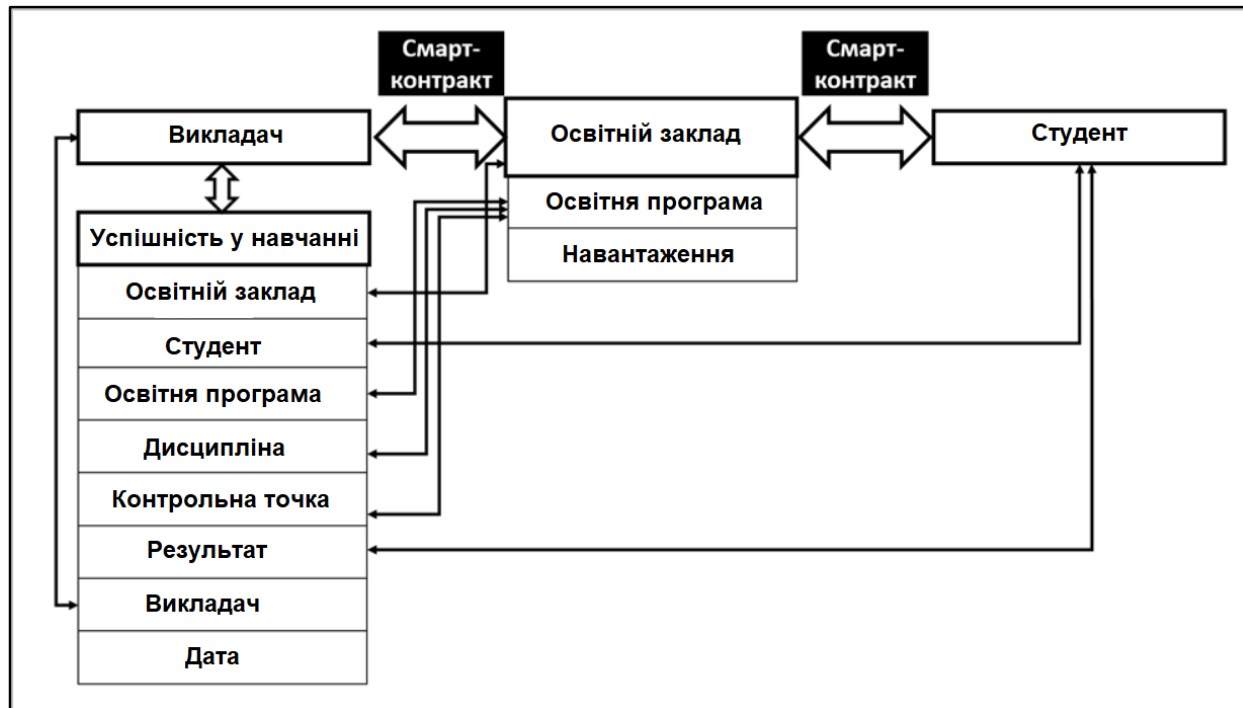 Смарт-
контракт
Смарт-
контракт
Викладач
Освітній заклад
Студент
Освітня програма
Навантаження
Успішність у навчанні
Освітній заклад
Студент
Освітня програма
Дисципліна
Контрольна точка
Результат
Викладач
Дата